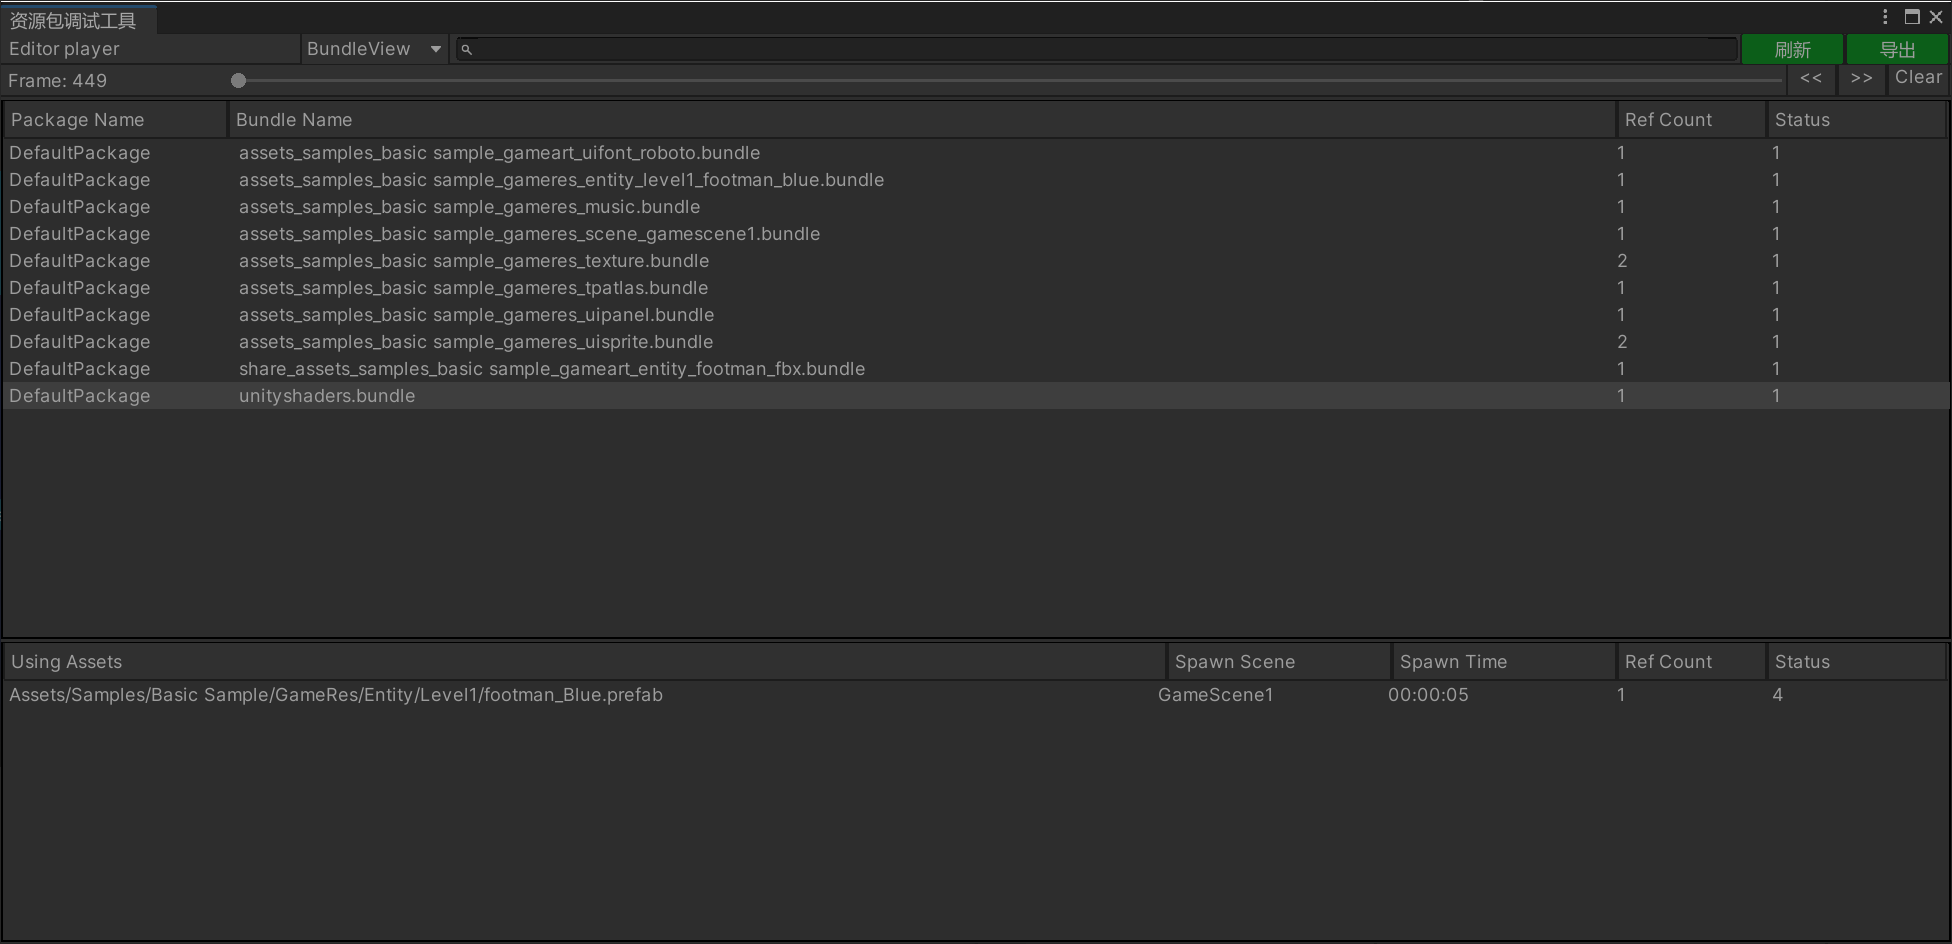 资源包调试工具
Editor player BundleView 刷新 导出
Frame: 449 << >> Clear
Package Name Bundle Name Ref Count Status
DefaultPackage assets_samples_basic sample_gameart_uifont_roboto.bundle 1 1
DefaultPackage assets_samples_basic sample_gameres_entity_level1_footman_blue.bundle 1 1
DefaultPackage assets_samples_basic sample_gameres_music.bundle 1 1
DefaultPackage assets_samples_basic sample_gameres_scene_gamescene1.bundle 1 1
DefaultPackage assets_samples_basic sample_gameres_texture.bundle 2 1
DefaultPackage assets_samples_basic sample_gameres_tpatlas.bundle 1 1
DefaultPackage assets_samples_basic sample_gameres_uipanel.bundle 1 1
DefaultPackage assets_samples_basic sample_gameres_uisprite.bundle 2 1
DefaultPackage share_assets_samples_basic sample_gameart_entity_footman_fbx.bundle 1 1
DefaultPackage unityshaders.bundle 1 1
Using Assets Spawn Scene Spawn Time Ref Count Status
Assets/Samples/Basic Sample/GameRes/Entity/Level1/footman_Blue.prefab GameScene1 00:00:05 1 4